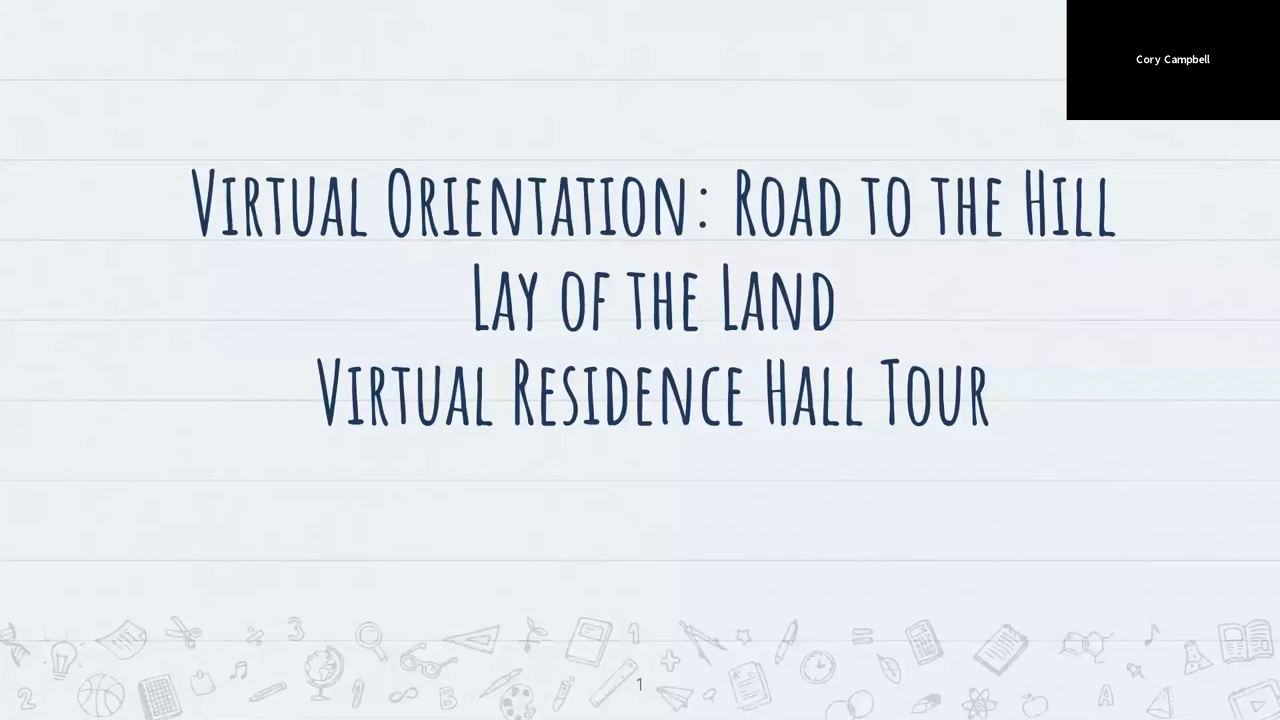 Cory Campbell
Virtual Orientation: Road to the Hill
Lay of the Land
Virtual Residence Hall Tour
1